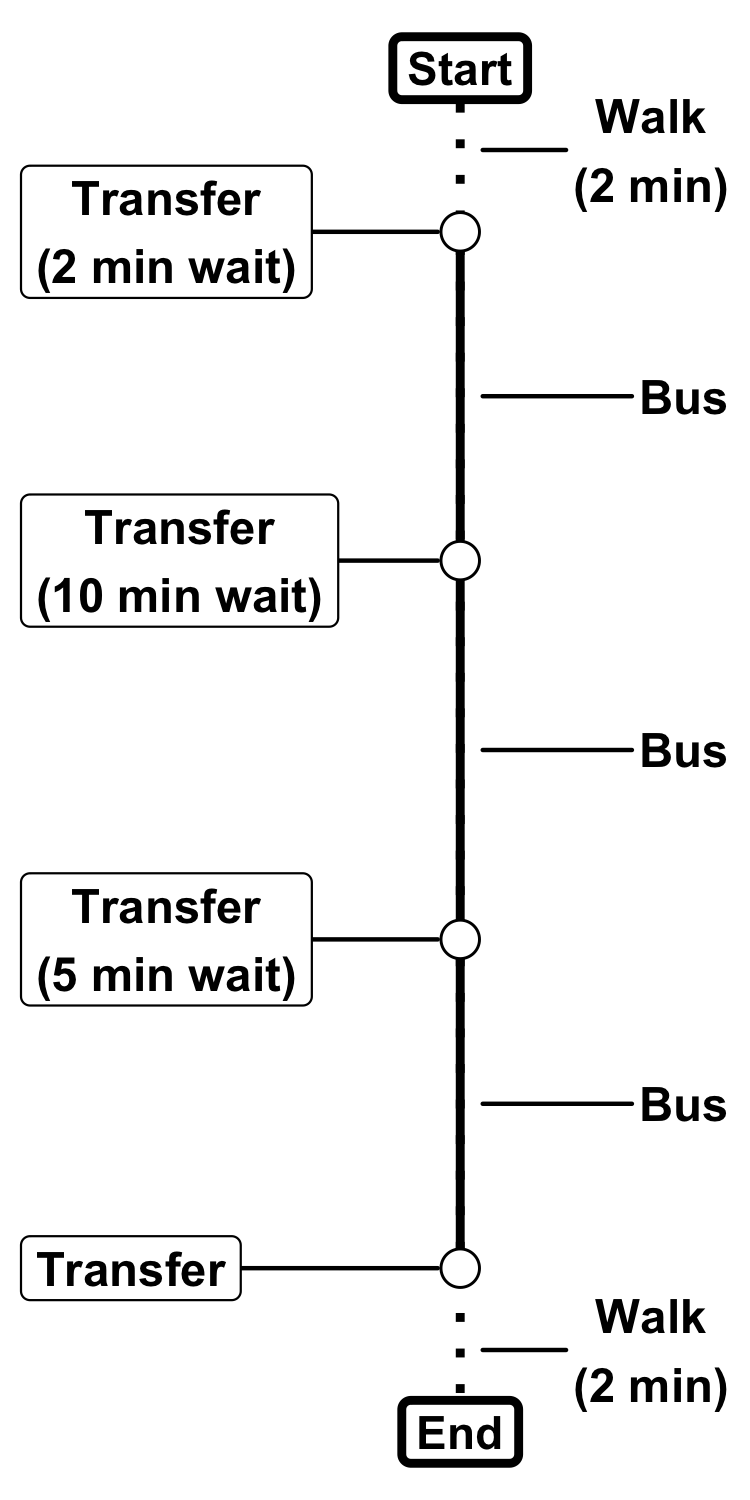 Start
Walk
(2 min)
Transfer
(2 min wait)
Bus
Transfer
(10 min wait)
Bus
Transfer
(5 min wait)
Bus
Transfer
Walk
(2 min)
End